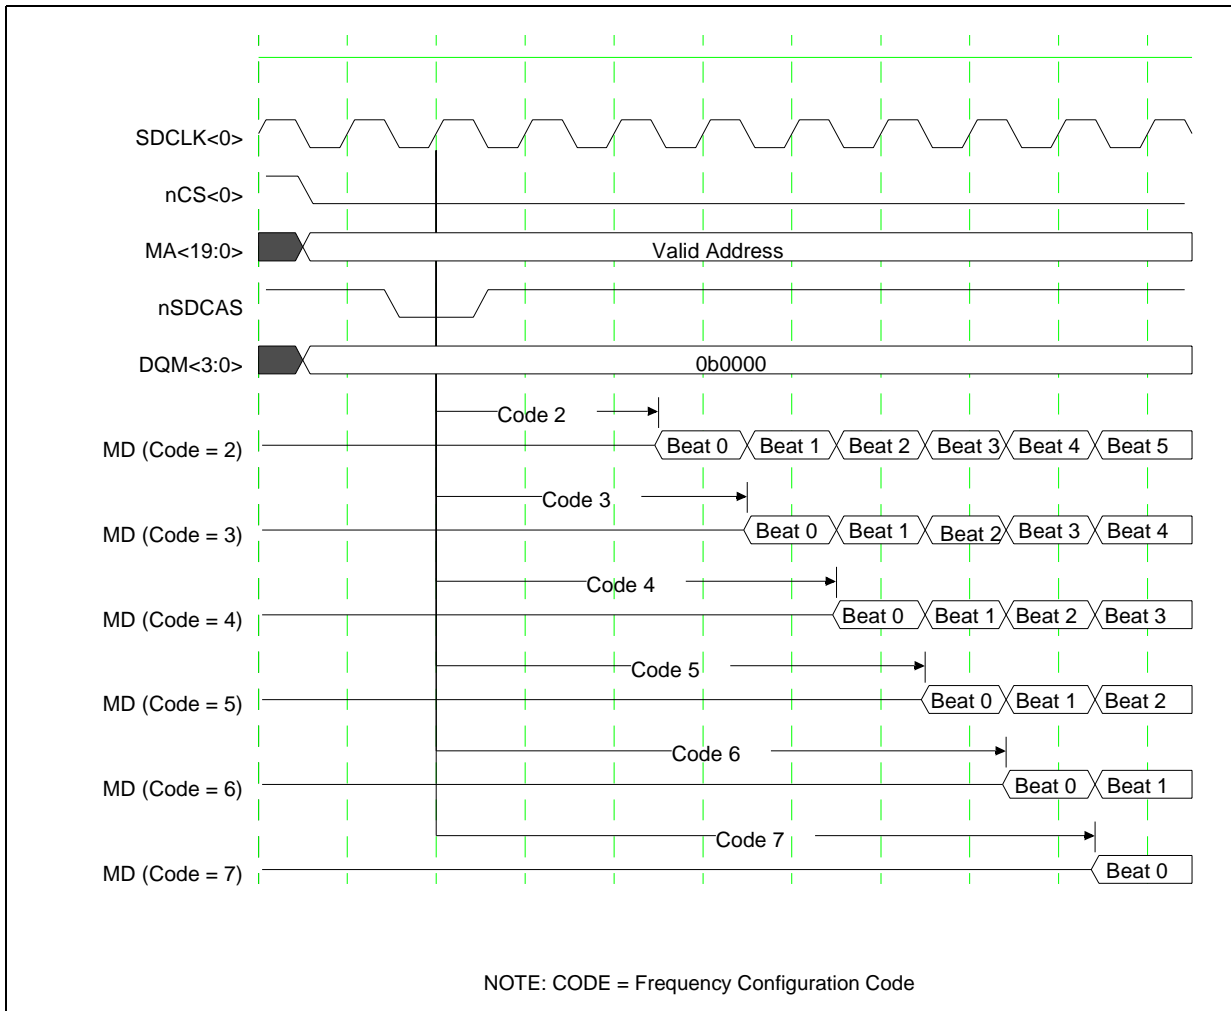 SDCLK<0>
nCS<0>
MA<19:0>
Valid Address
nSDCAS
DQM<3:0>
0b0000
Code 2
MD (Code = 2)
Beat 0 Beat 1 Beat 2 Beat 3 Beat 4 Beat 5
Code 3
MD (Code = 3)
Beat 0 Beat 1 Beat 2 Beat 3 Beat 4
Code 4
MD (Code = 4)
Beat 0 Beat 1 Beat 2 Beat 3
Code 5
MD (Code = 5)
Beat 0 Beat 1 Beat 2
Code 6
MD (Code = 6)
Beat 0 Beat 1
Code 7
MD (Code = 7)
Beat 0
NOTE: CODE = Frequency Configuration Code